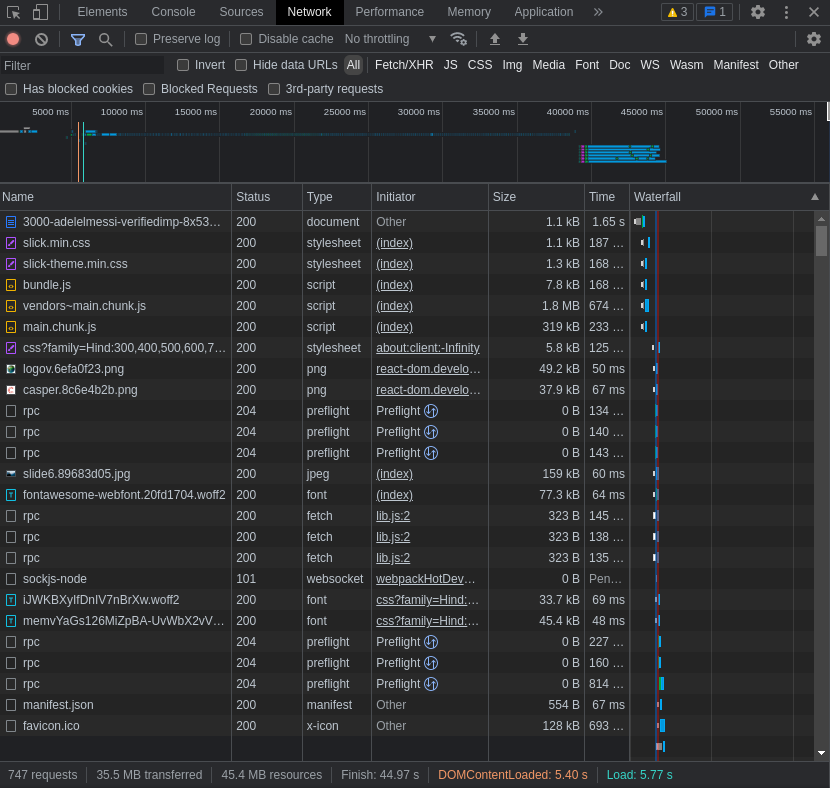 Elements Console Sources Network Performance Memory Application 3 1
Preserve log Disable cache No throttling
Filter Invert Hide data URLs All Fetch/XHR JS CSS Img Media Font Doc WS Wasm Manifest Other
Has blocked cookies Blocked Requests 3rd-party requests
5000 ms 10000 ms 15000 ms 20000 ms 25000 ms 30000 ms 35000 ms 40000 ms 45000 ms 50000 ms 55000 ms
Name Status Type Initiator Size Time Waterfall
3000-adelelmessi-verifiedimp-8x53… 200 document Other 1.1 kB 1.65 s
slick.min.css 200 stylesheet (index) 1.1 kB 187 …
slick-theme.min.css 200 stylesheet (index) 1.3 kB 168 …
bundle.js 200 script (index) 7.8 kB 168 …
vendors~main.chunk.js 200 script (index) 1.8 MB 674 …
main.chunk.js 200 script (index) 319 kB 233 …
css?family=Hind:300,400,500,600,7… 200 stylesheet about:client:-Infinity 5.8 kB 125 …
logov.6efa0f23.png 200 png react-dom.develo… 49.2 kB 50 ms
casper.8c6e4b2b.png 200 png react-dom.develo… 37.9 kB 67 ms
rpc 204 preflight Preflight 0 B 134 …
rpc 204 preflight Preflight 0 B 140 …
rpc 204 preflight Preflight 0 B 143 …
slide6.89683d05.jpg 200 jpeg (index) 159 kB 60 ms
fontawesome-webfont.20fd1704.woff2 200 font (index) 77.3 kB 64 ms
rpc 200 fetch lib.js:2 323 B 145 …
rpc 200 fetch lib.js:2 323 B 138 …
rpc 200 fetch lib.js:2 323 B 135 …
sockjs-node 101 websocket webpackHotDev… 0 B Pen…
iJWKBXyIfDnIV7nBrXw.woff2 200 font css?family=Hind:… 33.7 kB 69 ms
memvYaGs126MiZpBA-UvWbX2vV… 200 font css?family=Hind:… 45.4 kB 48 ms
rpc 204 preflight Preflight 0 B 227 …
rpc 204 preflight Preflight 0 B 160 …
rpc 204 preflight Preflight 0 B 814 …
manifest.json 200 manifest Other 554 B 67 ms
favicon.ico 200 x-icon Other 128 kB 693 …
747 requests 35.5 MB transferred 45.4 MB resources Finish: 44.97 s DOMContentLoaded: 5.40 s Load: 5.77 s